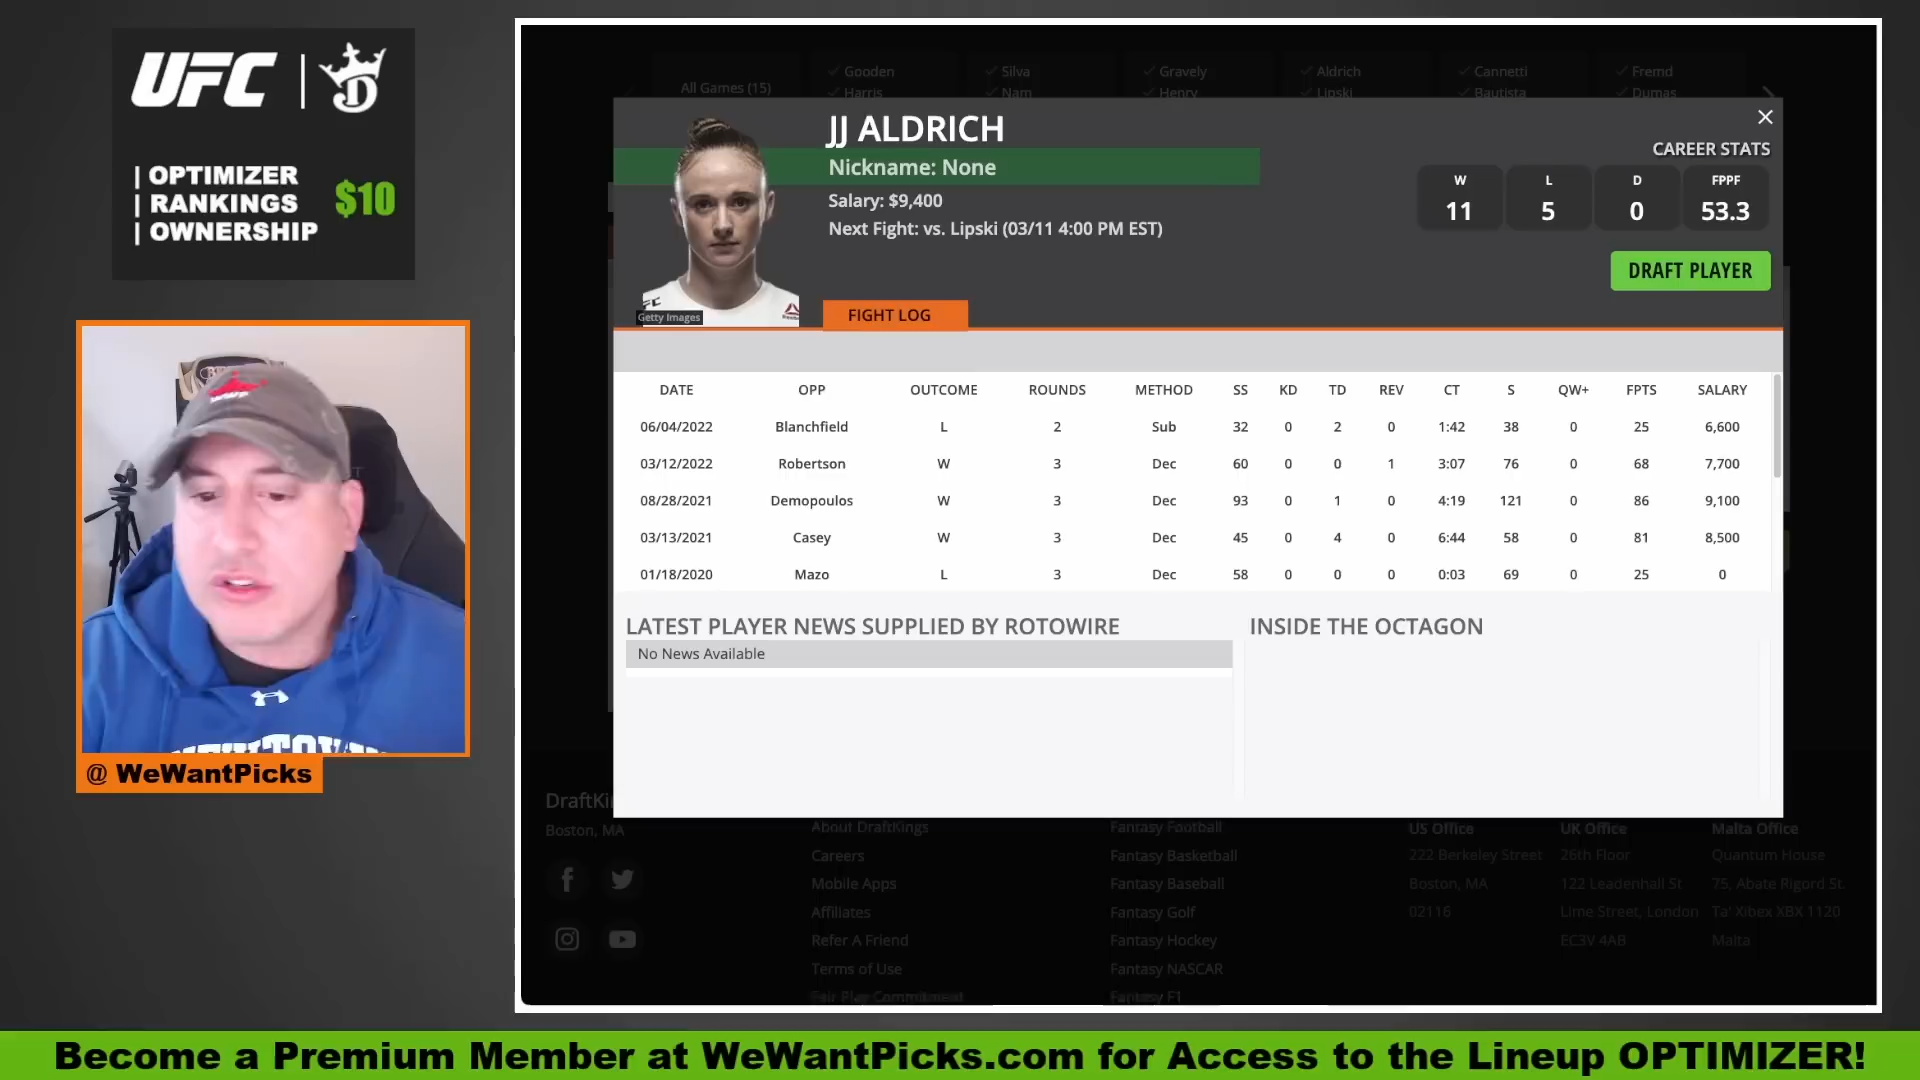 UFC
| OPTIMIZER
| RANKINGS
| OWNERSHIP
$10
@ WeWantPicks
All Games (15)
Gooden
Harris
Silva
Nam
Gravely
Henry
Aldrich
Lipski
Cannetti
Bautista
Fremd
Dumas
JJ ALDRICH
Nickname: None
Salary: $9,400
Next Fight: vs. Lipski (03/11 4:00 PM EST)
Getty Images
CAREER STATS
W L D FPPF
11 5 0 53.3
DRAFT PLAYER
FIGHT LOG
DATE OPP OUTCOME ROUNDS METHOD SS KD TD REV CT S QW+ FPTS SALARY
06/04/2022 Blanchfield L 2 Sub 32 0 2 0 1:42 38 0 25 6,600
03/12/2022 Robertson W 3 Dec 60 0 0 1 3:07 76 0 68 7,700
08/28/2021 Demopoulos W 3 Dec 93 0 1 0 4:19 121 0 86 9,100
03/13/2021 Casey W 3 Dec 45 0 4 0 6:44 58 0 81 8,500
01/18/2020 Mazo L 3 Dec 58 0 0 0 0:03 69 0 25 0
LATEST PLAYER NEWS SUPPLIED BY ROTOWIRE
No News Available
INSIDE THE OCTAGON
DraftKi
Boston, MA
About DraftKings
Careers
Mobile Apps
Affiliates
Refer A Friend
Terms of Use
Fair Play Commitment
Fantasy Football
Fantasy Basketball
Fantasy Baseball
Fantasy Golf
Fantasy Hockey
Fantasy NASCAR
Fantasy F1
US Office
222 Berkeley Street
Boston, MA
02116
UK Office
26th Floor
122 Leadenhall St
Lime Street, London
EC3V 4AB
Malta Office
Quantum House
75, Abate Rigord St.
Ta' Xibex XBX 1120
Malta
Become a Premium Member at WeWantPicks.com for Access to the Lineup OPTIMIZER!